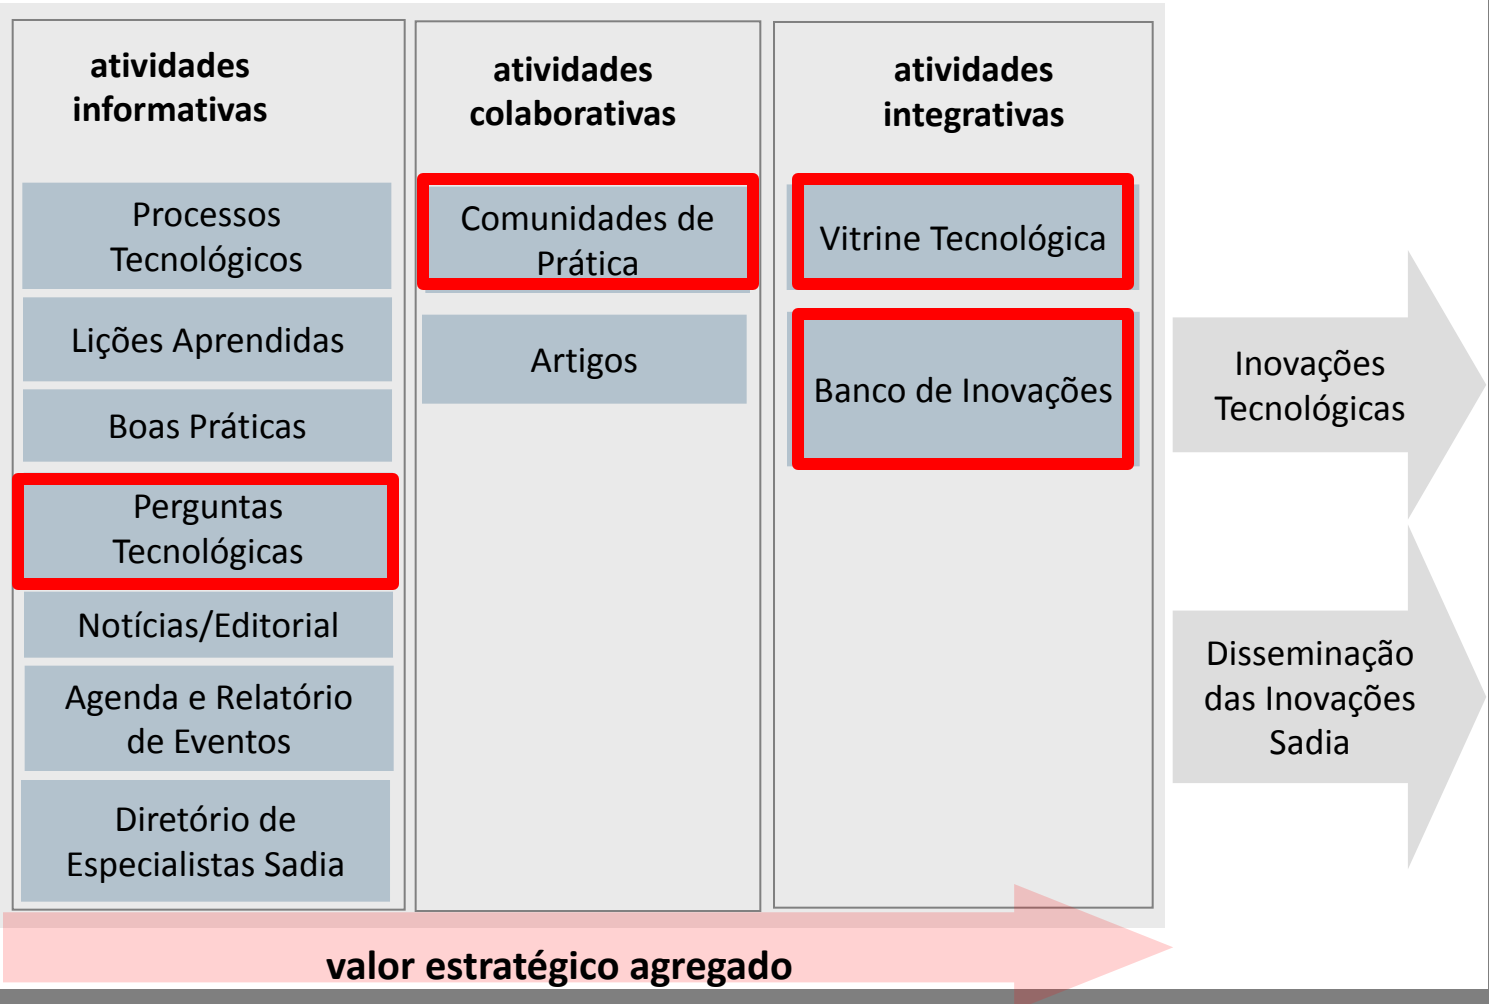 atividades
informativas
Processos
Tecnológicos
Lições Aprendidas
Boas Práticas
Perguntas
Tecnológicas
Notícias/Editorial
Agenda e Relatório
de Eventos
Diretório de
Especialistas Sadia
atividades
colaborativas
Comunidades de
Prática
Artigos
atividades
integrativas
Vitrine Tecnológica
Banco de Inovações
Inovações
Tecnológicas
Disseminação
das Inovações
Sadia
valor estratégico agregado